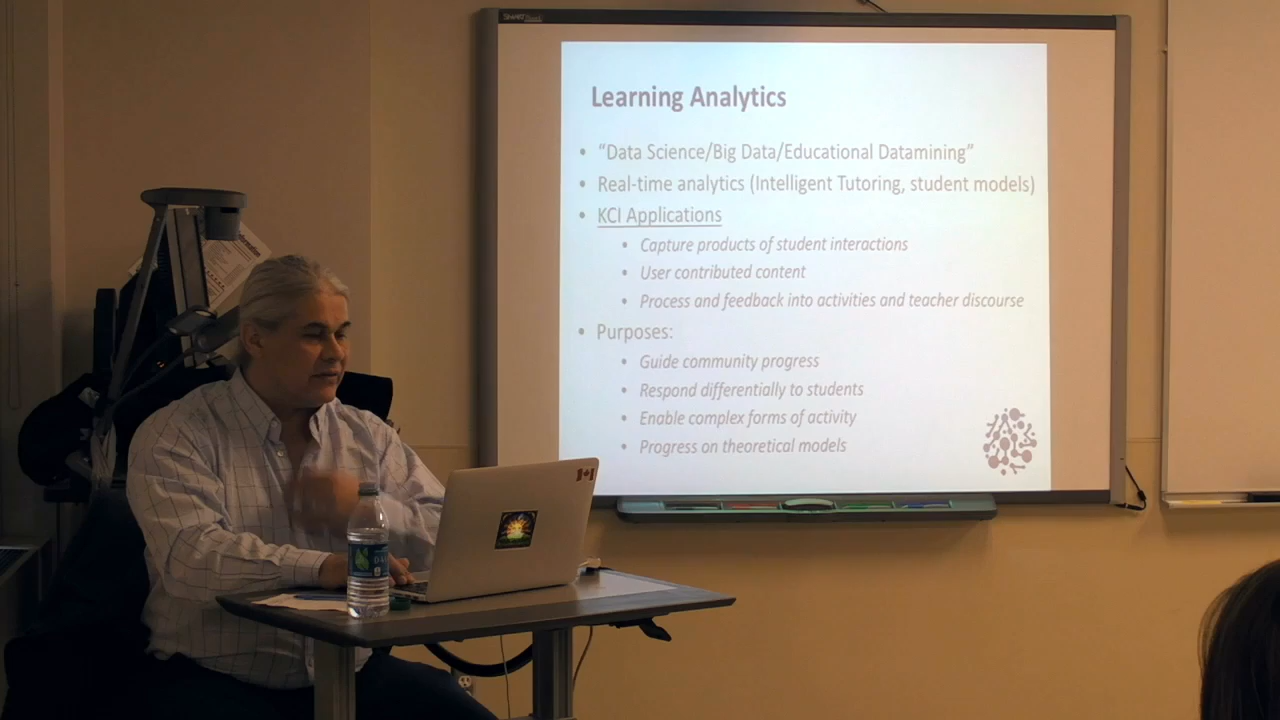 SMART Board
Learning Analytics
• "Data Science/Big Data/Educational Datamining"
• Real-time analytics (Intelligent Tutoring, student models)
• KCI Applications
• Capture products of student interactions
• User contributed content
• Process and feedback into activities and teacher discourse
• Purposes:
• Guide community progress
• Respond differentially to students
• Enable complex forms of activity
• Progress on theoretical models